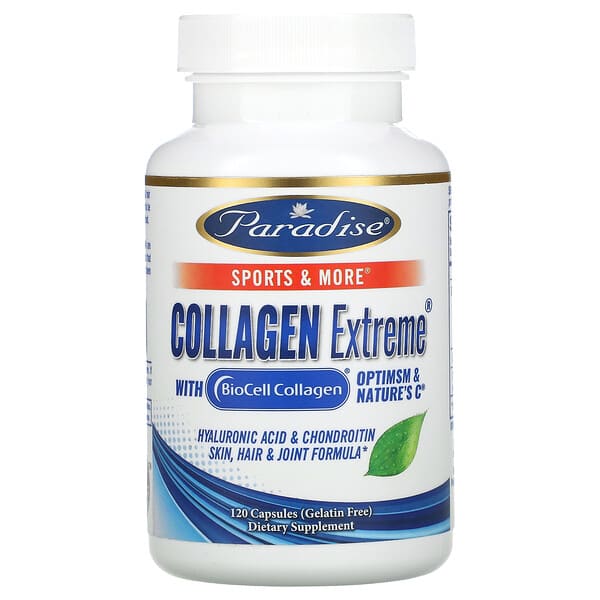 Paradise®
SPORTS & MORE®
COLLAGEN Extreme®
WITH BioCell Collagen® OPTIMSM &
NATURE'S C®
HYALURONIC ACID & CHONDROITIN
SKIN, HAIR & JOINT FORMULA*
120 Capsules (Gelatin Free)
Dietary Supplement